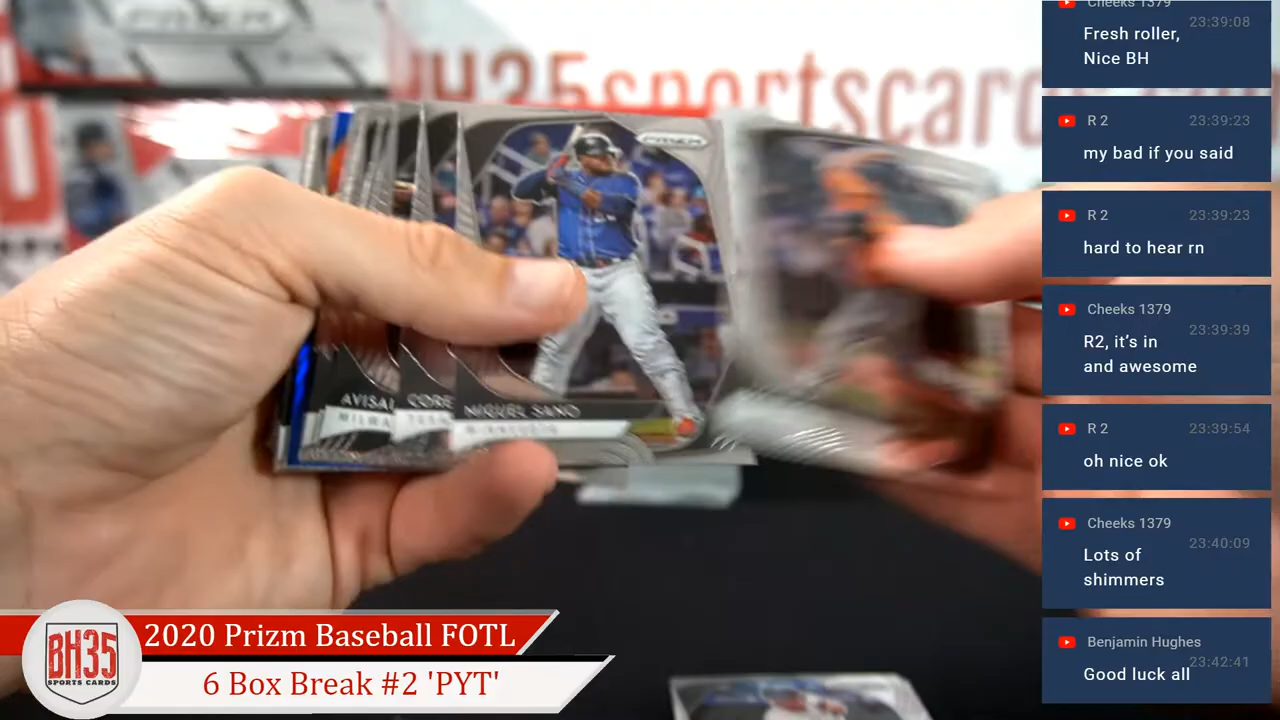 PRIZM
BH35sportscards
PRIZM
AVISAI
MILWA
CORE
MIGUEL SANO
MINNESOTA
Cheeks 1379
23:39:08
Fresh roller,
Nice BH
R 2
23:39:23
my bad if you said
R 2
23:39:23
hard to hear rn
Cheeks 1379
23:39:39
R2, it's in
and awesome
R 2
23:39:54
oh nice ok
Cheeks 1379
23:40:09
Lots of
shimmers
Benjamin Hughes
23:42:41
Good luck all
BH35
SPORTS CARDS
2020 Prizm Baseball FOTL
6 Box Break #2 'PYT'